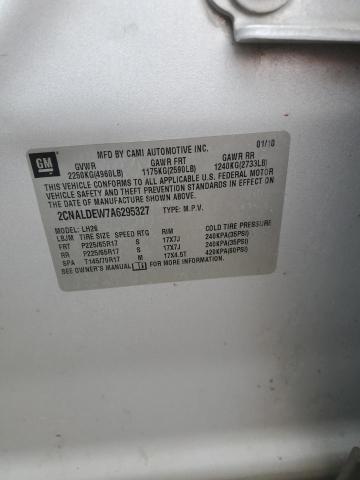 GM
MFD BY CAMI AUTOMOTIVE INC.
01/10
GVWR GAWR FRT GAWR RR
2250KG(4960LB) 1175KG(2590LB) 1240KG(2733LB)
THIS VEHICLE CONFORMS TO ALL APPLICABLE U.S. FEDERAL MOTOR
VEHICLE SAFETY AND THEFT PREVENTION STANDARDS IN EFFECT ON
THE DATE OF MANUFACTURE SHOWN ABOVE.
2CNALDEW7A6295327 TYPE: M.P.V.
MODEL: LH26
LBJM TIRE SIZE SPEED RTG RIM COLD TIRE PRESSURE
FRT P225/65R17 S 17X7J 240KPA(35PSI)
RR P225/65R17 S 17X7J 240KPA(35PSI)
SPA T145/70R17 M 17X4.5T 420KPA(60PSI)
SEE OWNER'S MANUAL FOR MORE INFORMATION.